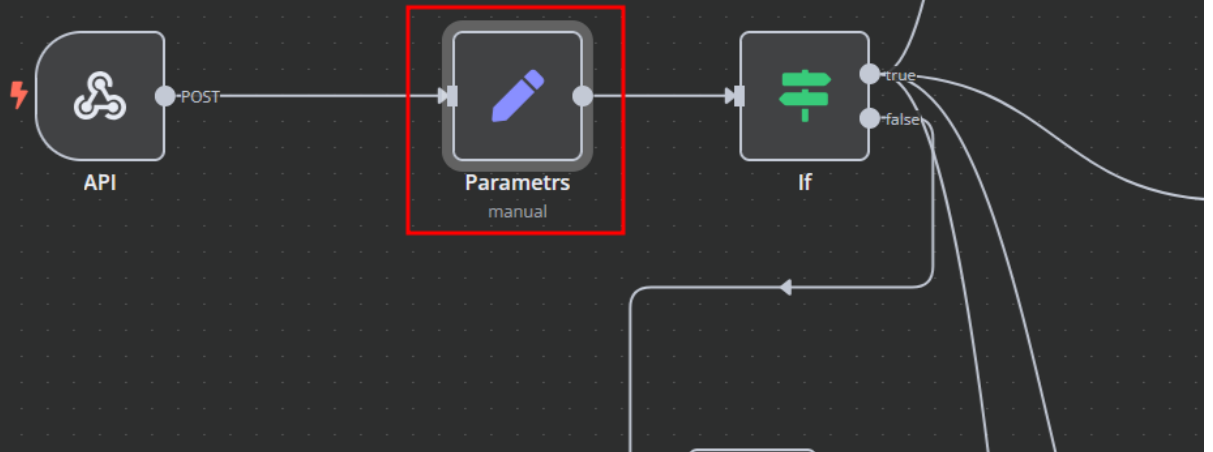 POST
true
false
API
Parametrs
If
manual